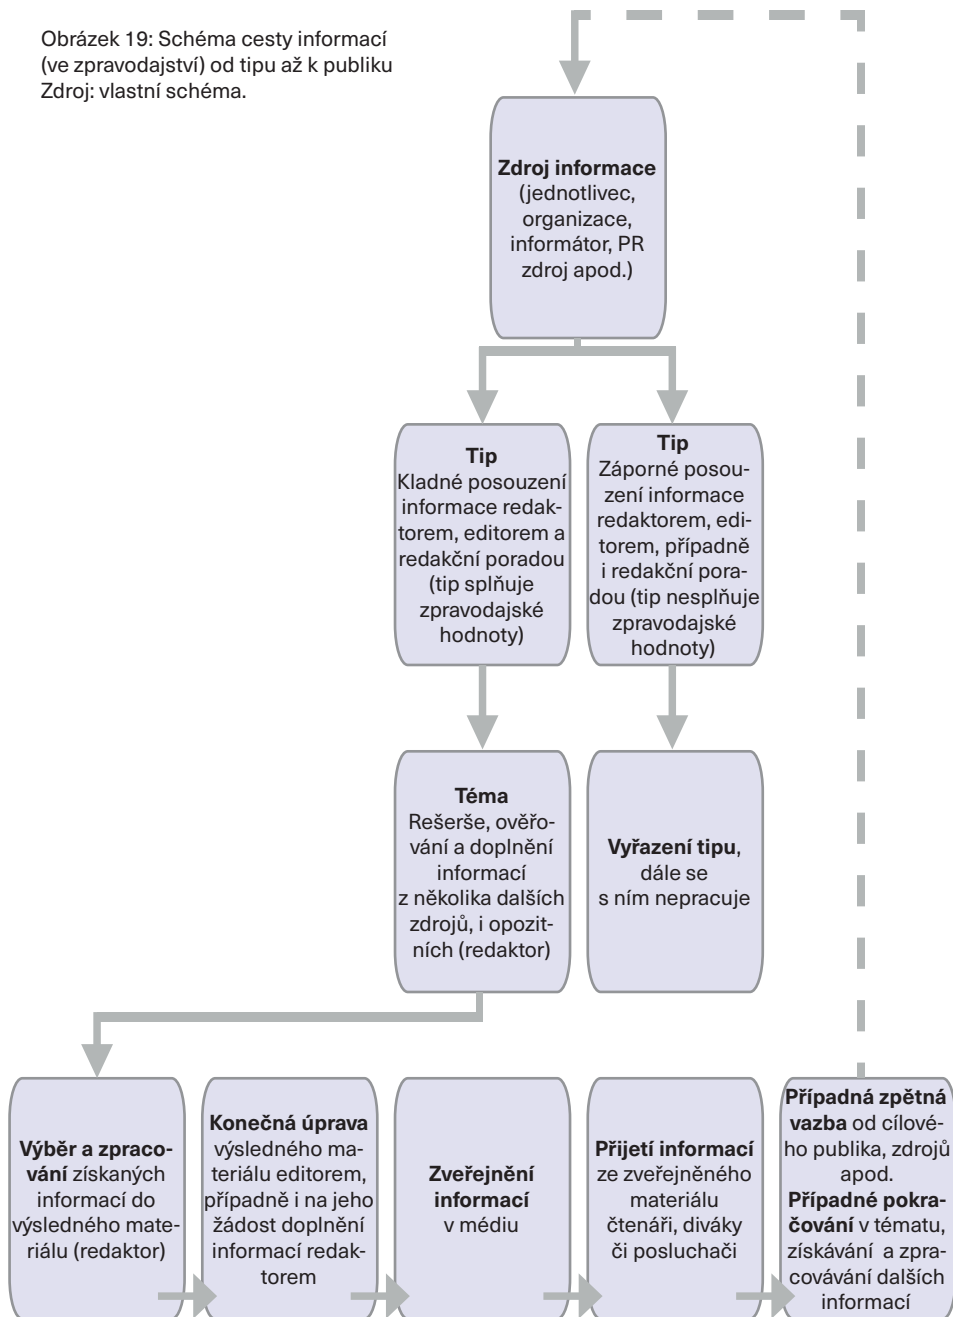 Obrázek 19: Schéma cesty informací
(ve zpravodajství) od tipu až k publiku
Zdroj: vlastní schéma.
Zdroj informace
(jednotlivec,
organizace,
informátor, PR
zdroj apod.)
Tip
Kladné posouzení
informace redak-
torem, editorem a
redakční poradou
(tip splňuje
zpravodajské
hodnoty)
Tip
Záporné posou-
zení informace
redaktorem, edi-
torem, případně
i redakční pora-
dou (tip nesplňuje
zpravodajské
hodnoty)
Téma
Rešerše, ověřo-
vání a doplnění
informací
z několika dalších
zdrojů, i opozit-
ních (redaktor)
Vyřazení tipu,
dále se
s ním nepracuje
Výběr a zpraco-
vání získaných
informací do
výsledného mate-
riálu (redaktor)
Konečná úprava
výsledného ma-
teriálu editorem,
případně i na jeho
žádost doplnění
informací redak-
torem
Zveřejnění
informací
v médiu
Přijetí informací
ze zveřejněného
materiálu
čtenáři, diváky
či posluchači
Případná zpětná
vazba od cílové-
ho publika, zdrojů
apod.
Případné pokra-
čování v tématu,
získávání a zpra-
covávání dalších
informací